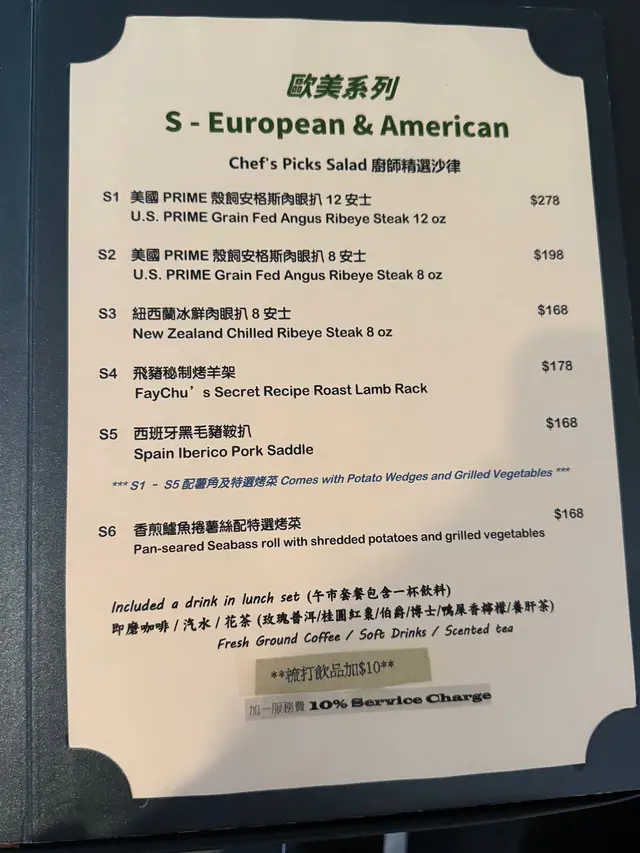 歐美系列
S - European & American
Chef's Picks Salad 廚師精選沙律
S1 美國 PRIME 殼飼安格斯肉眼扒 12 安士 $278
U.S. PRIME Grain Fed Angus Ribeye Steak 12 oz
S2 美國 PRIME 殼飼安格斯肉眼扒 8 安士 $198
U.S. PRIME Grain Fed Angus Ribeye Steak 8 oz
S3 紐西蘭冰鮮肉眼扒 8 安士 $168
New Zealand Chilled Ribeye Steak 8 oz
S4 飛豬秘制烤羊架 $178
FayChu's Secret Recipe Roast Lamb Rack
S5 西班牙黑毛豬鞍扒 $168
Spain Iberico Pork Saddle
*** S1 - S5 配薯角及特選烤菜 Comes with Potato Wedges and Grilled Vegetables ***
S6 香煎鱸魚捲薯絲配特選烤菜 $168
Pan-seared Seabass roll with shredded potatoes and grilled vegetables
Included a drink in lunch set (午市套餐包含一杯飲料)
即磨咖啡 / 汽水 / 花茶 (玫瑰普洱/桂圓紅棗/伯爵/博士/鴨屎香檸檬/養肝茶)
Fresh Ground Coffee / Soft Drinks / Scented tea
**梳打飲品加$10**
加一服務費 10% Service Charge